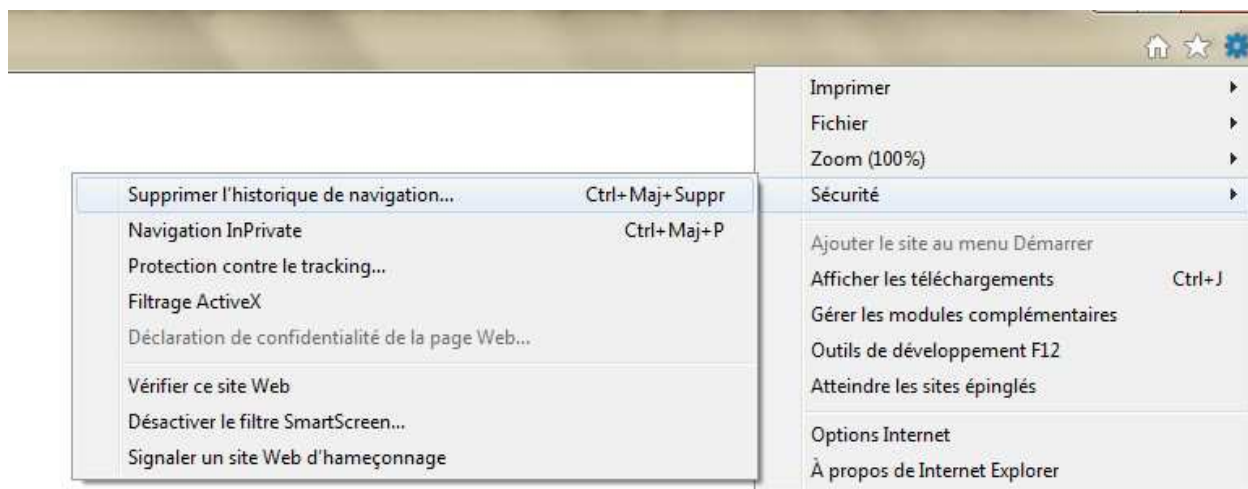 Imprimer
Fichier
Zoom (100%)
Sécurité
Supprimer l'historique de navigation... Ctrl+Maj+Suppr
Navigation InPrivate Ctrl+Maj+P
Protection contre le tracking...
Filtrage ActiveX
Déclaration de confidentialité de la page Web...
Vérifier ce site Web
Désactiver le filtre SmartScreen...
Signaler un site Web d'hameçonnage
Ajouter le site au menu Démarrer
Afficher les téléchargements Ctrl+J
Gérer les modules complémentaires
Outils de développement F12
Atteindre les sites épinglés
Options Internet
À propos de Internet Explorer